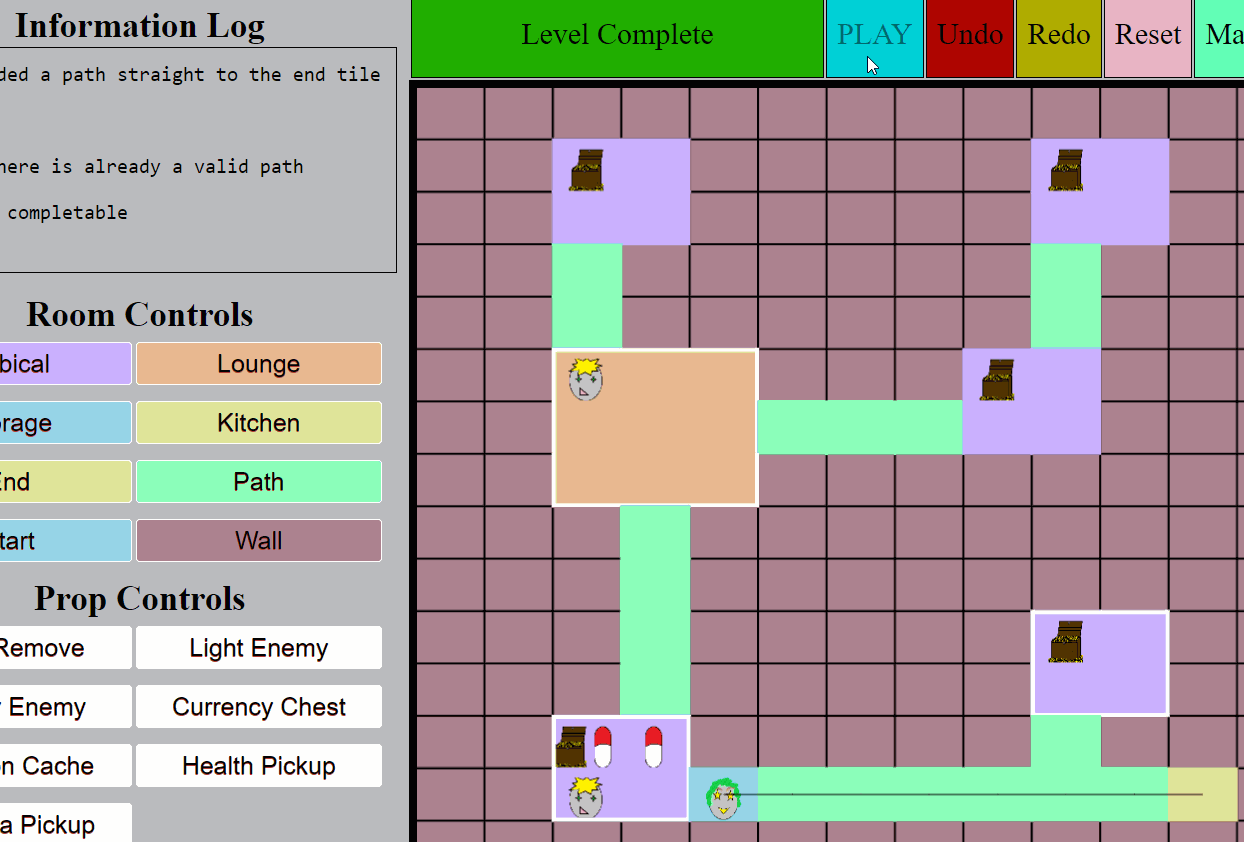 Information Log
ded a path straight to the end tile
here is already a valid path
completable
Level Complete
PLAY
Undo
Redo
Reset
Ma
Room Controls
bical
Lounge
orage
Kitchen
End
Path
tart
Wall
Prop Controls
Remove
Light Enemy
Enemy
Currency Chest
n Cache
Health Pickup
a Pickup